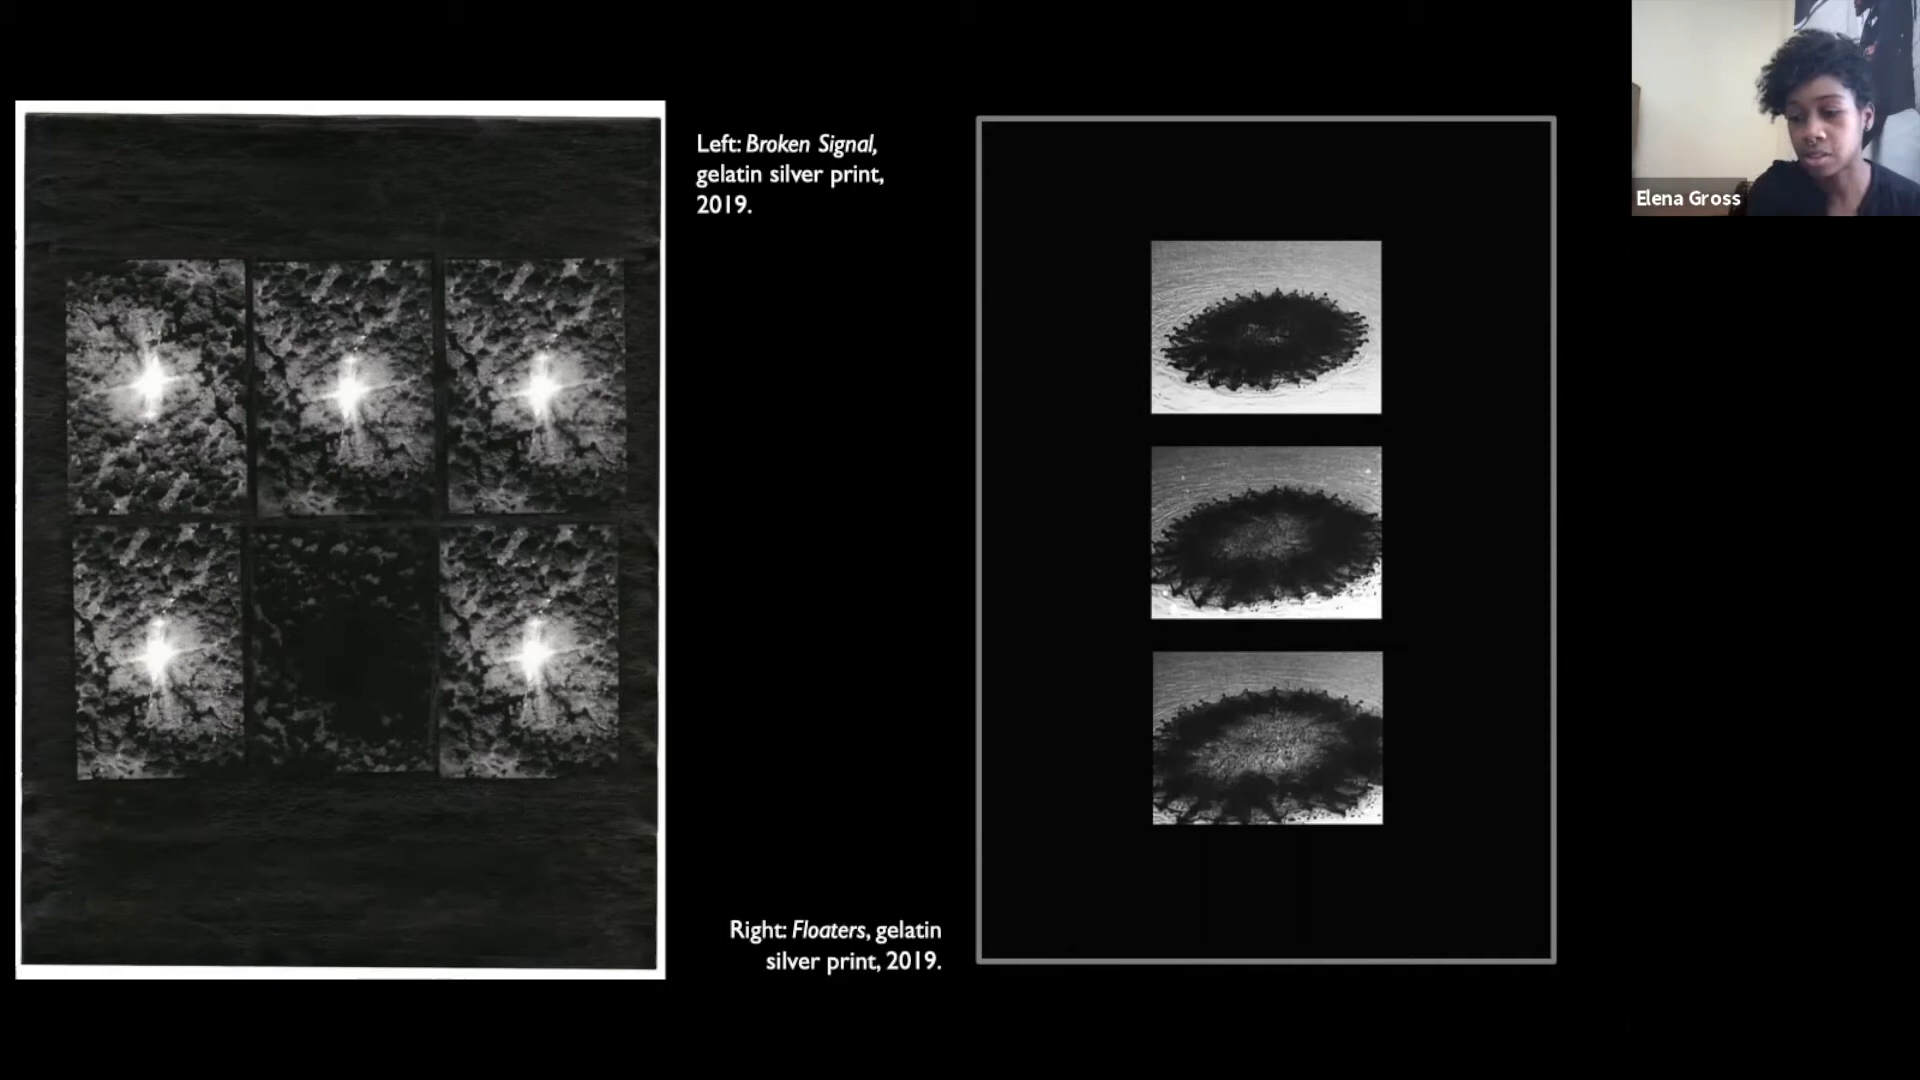 Left: Broken Signal,
gelatin silver print,
2019.
Elena Gross
Right: Floaters, gelatin
silver print, 2019.